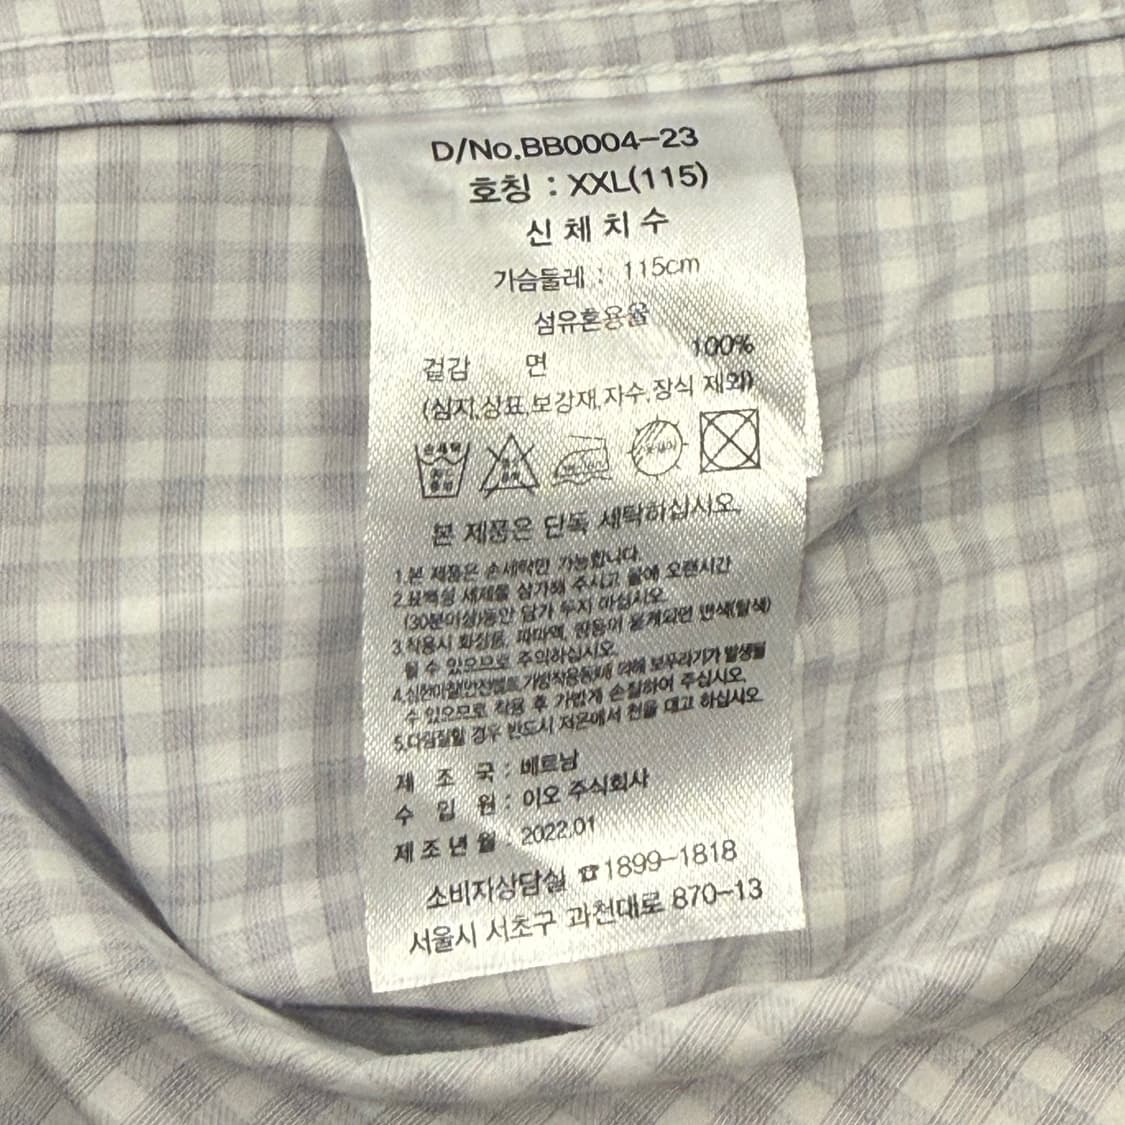 D/No.BB0004-23
호칭 : XXL(115)
신체치수
가슴둘레 : 115cm
섬유혼용율
겉감 면 100%
(심지,상표,보강재,자수,장식 제외)
손세탁
본 제품은 단독 세탁하십시오.
1.본 제품은 손세탁만 가능합니다.
2.표백성 세제를 삼가해 주시고 물에 오랜시간
(30분이상)동안 담가 두지 마십시오.
3.착용시 화장품, 파마액, 땀등이 묻게되면 변색(탈색)
될 수 있으므로 주의하십시오.
4.심한마찰(안전벨트,가방착용등)에 의해 보푸라기가 발생될
수 있으므로 착용 후 가볍게 손질하여 주십시오.
5.다림질할 경우 반드시 저온에서 천을 대고 하십시오.
제 조 국 : 베트남
수 입 원 : 이오 주식회사
제조년월 : 2022.01
소비자상담실 ☎1899-1818
서울시 서초구 과천대로 870-13